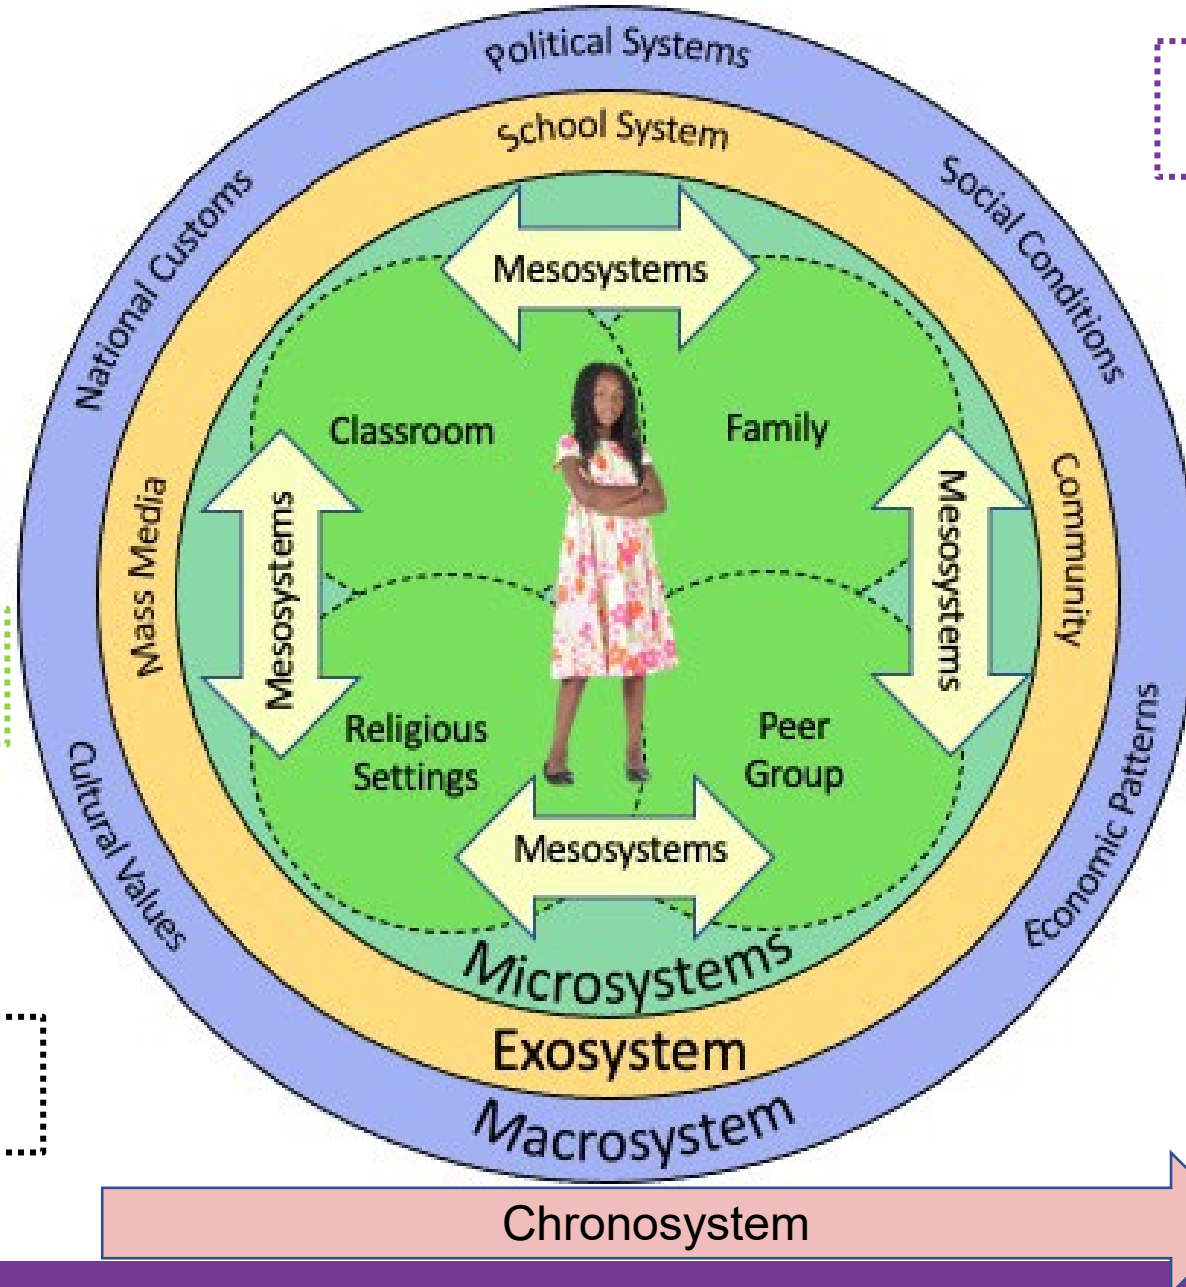 Political Systems
School System
National Customs
Social Conditions
Mesosystems
Classroom
Family
Mass Media
Mesosystems
Mesosystems
Community
Religious
Settings
Peer
Group
Cultural Values
Economic Patterns
Mesosystems
Microsystems
Exosystem
Macrosystem
Chronosystem